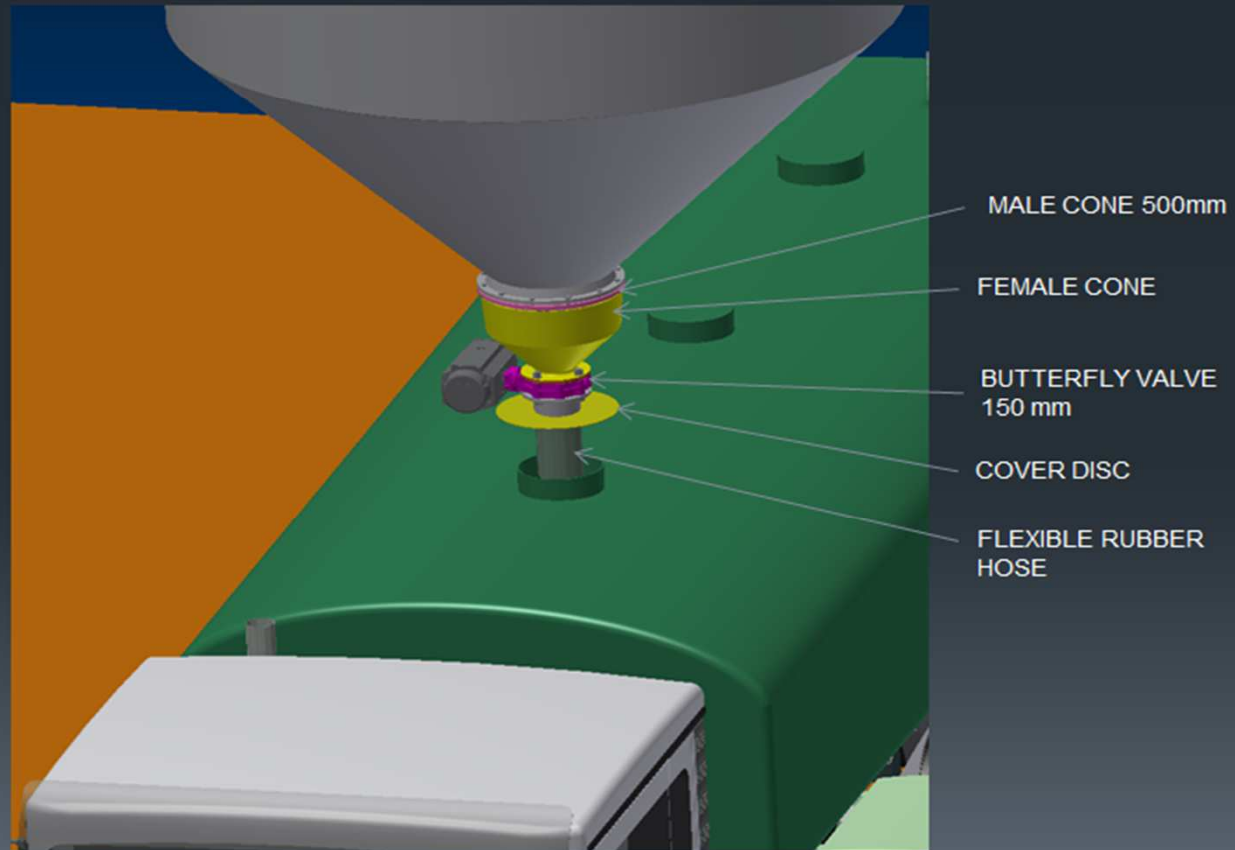 MALE CONE 500mm
FEMALE CONE
BUTTERFLY VALVE
150 mm
COVER DISC
FLEXIBLE RUBBER
HOSE